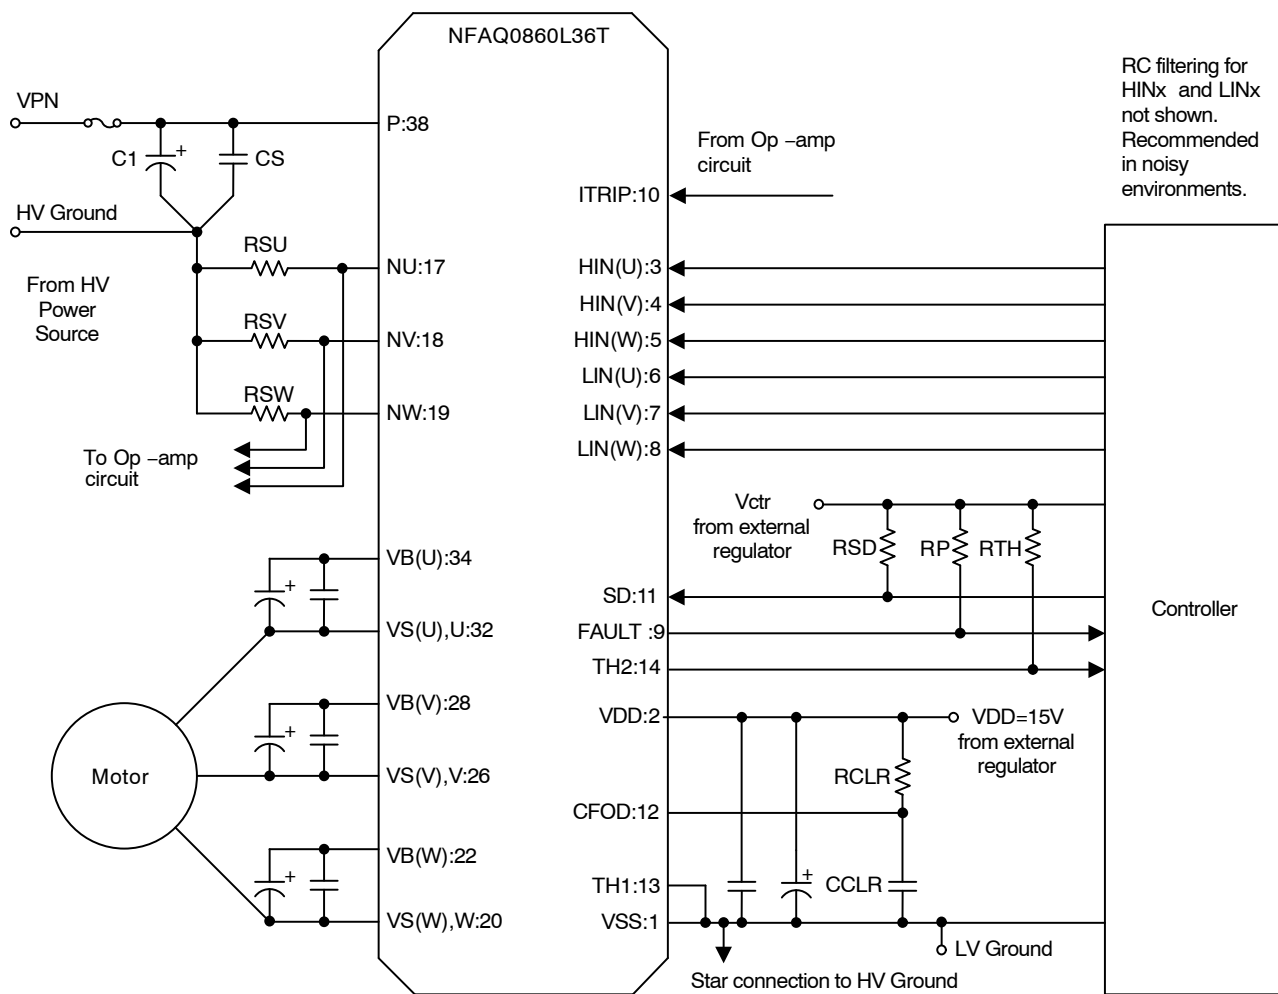 NFAQ0860L36T
RC filtering for
HINx and LINx
not shown.
Recommended
in noisy
environments.
VPN
P:38
C1
+
CS
From Op –amp
circuit
ITRIP:10
HV Ground
RSU
NU:17
HIN(U):3
From HV
Power
Source
HIN(V):4
RSV
NV:18
HIN(W):5
LIN(U):6
RSW
NW:19
LIN(V):7
LIN(W):8
To Op –amp
circuit
Vctr
from external
regulator
RSD
RP
RTH
VB(U):34
+
SD:11
Controller
VS(U),U:32
FAULT :9
TH2:14
VB(V):28
VDD:2
VDD=15V
from external
regulator
+
Motor
VS(V),V:26
RCLR
CFOD:12
VB(W):22
+
TH1:13
+
CCLR
VS(W),W:20
VSS:1
LV Ground
Star connection to HV Ground